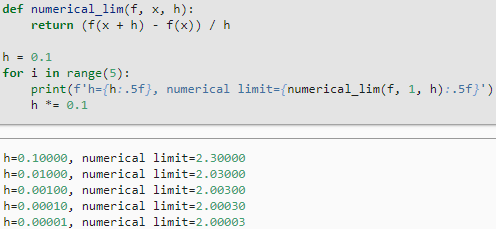 def numerical_lim(f, x, h):
    return (f(x + h) - f(x)) / h

h = 0.1
for i in range(5):
    print(f'h={h:.5f}, numerical limit={numerical_lim(f, 1, h):.5f}')
    h *= 0.1

h=0.10000, numerical limit=2.30000
h=0.01000, numerical limit=2.03000
h=0.00100, numerical limit=2.00300
h=0.00010, numerical limit=2.00030
h=0.00001, numerical limit=2.00003